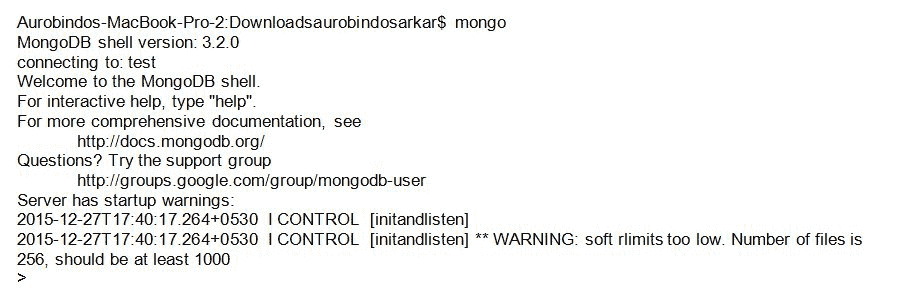 Aurobindos-MacBook-Pro-2:Downloadsaurobindosarkar$ mongo
MongoDB shell version: 3.2.0
connecting to: test
Welcome to the MongoDB shell.
For interactive help, type "help".
For more comprehensive documentation, see
http://docs.mongodb.org/
Questions? Try the support group
http://groups.google.com/group/mongodb-user
Server has startup warnings:
2015-12-27T17:40:17.264+0530 I CONTROL [initandlisten]
2015-12-27T17:40:17.264+0530 I CONTROL [initandlisten] ** WARNING: soft rlimits too low. Number of files is
256, should be at least 1000
>